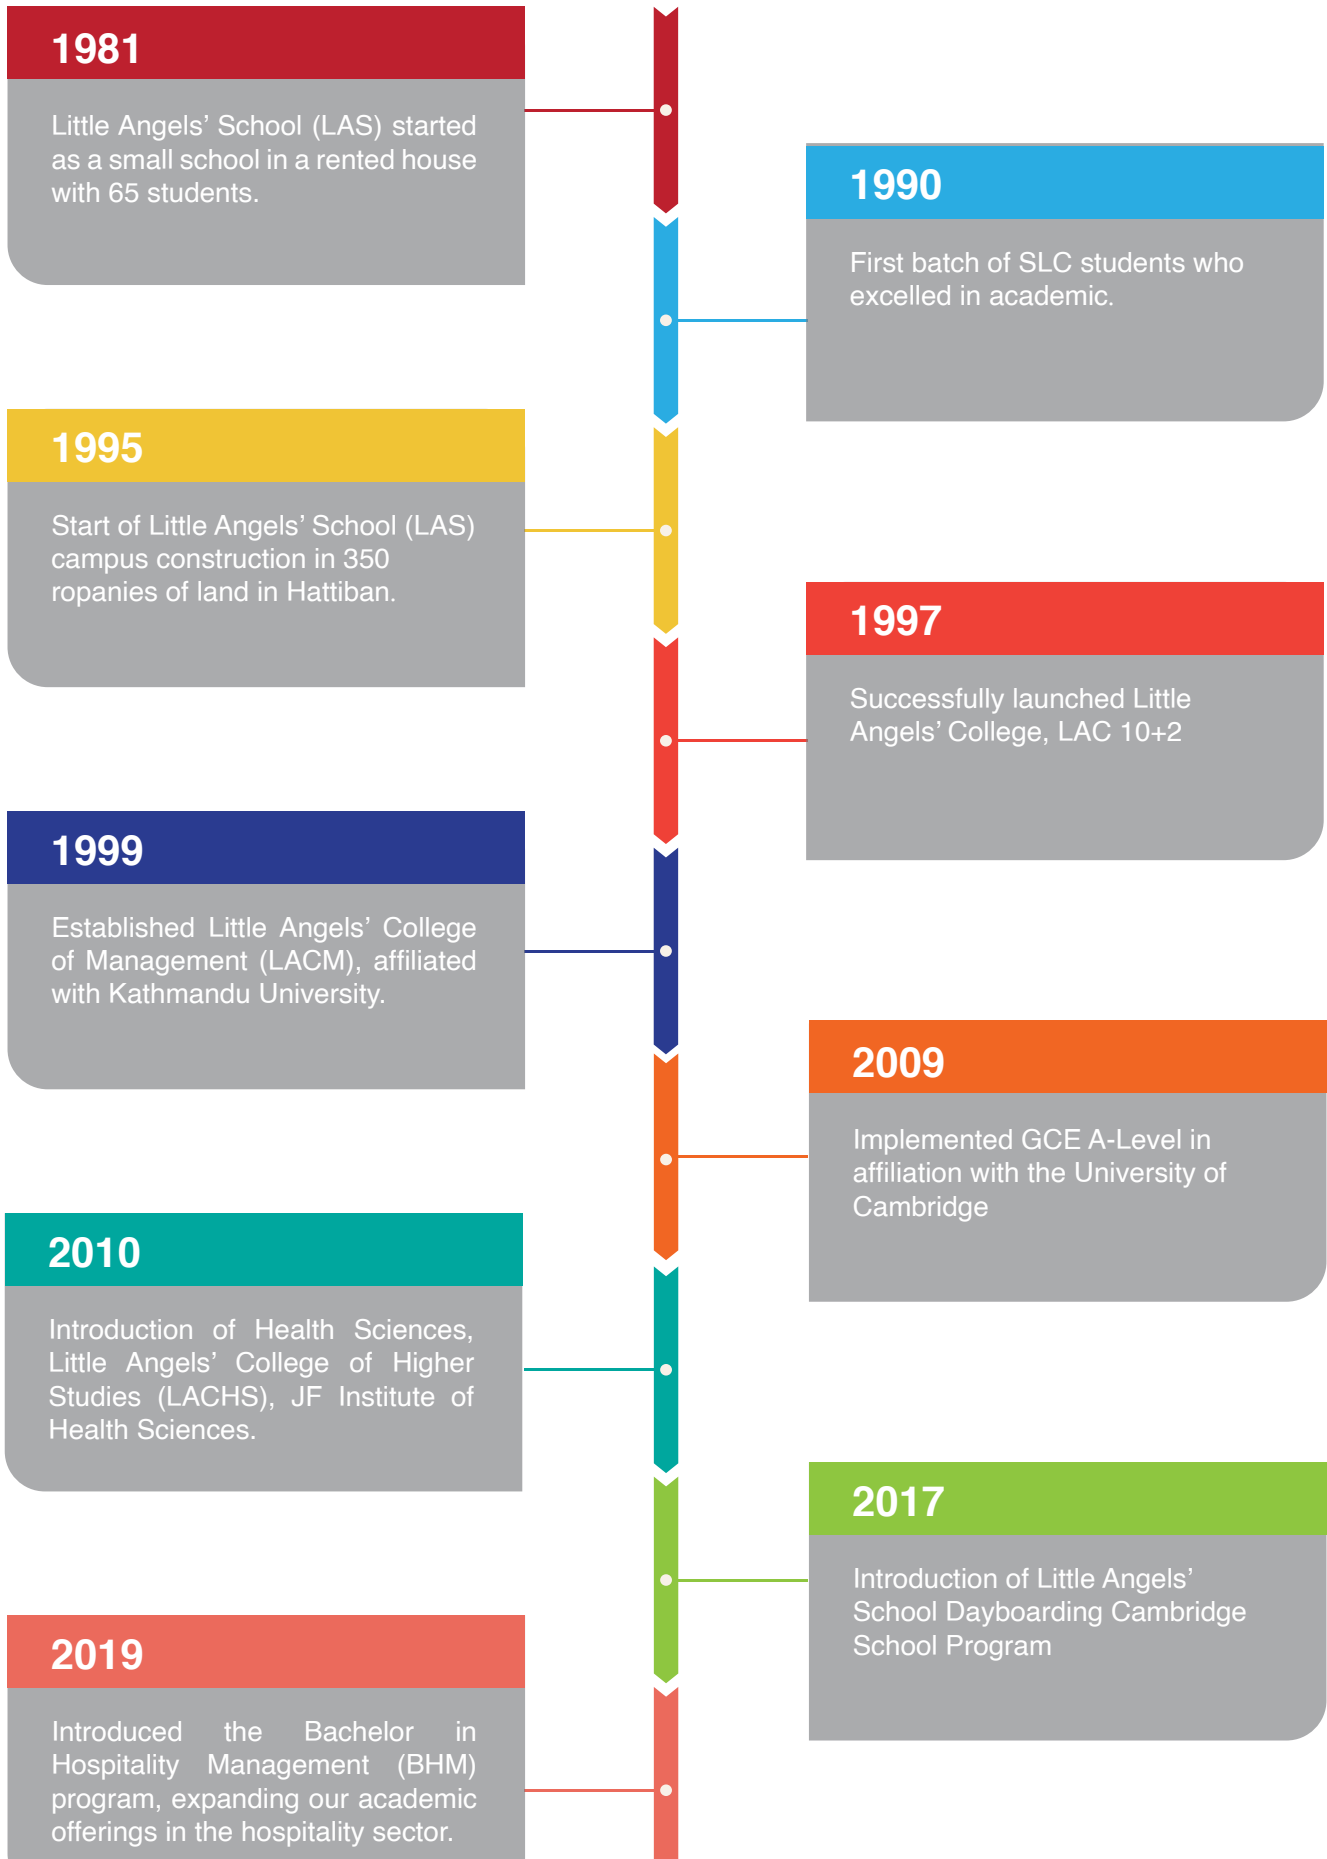 1981
Little Angels’ School (LAS) started
as a small school in a rented house
with 65 students.
1990
First batch of SLC students who
excelled in academic.
1995
Start of Little Angels’ School (LAS)
campus construction in 350
ropanies of land in Hattiban.
1997
Successfully launched Little
Angels’ College, LAC 10+2
1999
Established Little Angels’ College
of Management (LACM), affiliated
with Kathmandu University.
2009
Implemented GCE A-Level in
affiliation with the University of
Cambridge
2010
Introduction of Health Sciences,
Little Angels’ College of Higher
Studies (LACHS), JF Institute of
Health Sciences.
2017
Introduction of Little Angels’
School Dayboarding Cambridge
School Program
2019
Introduced the Bachelor in
Hospitality Management (BHM)
program, expanding our academic
offerings in the hospitality sector.